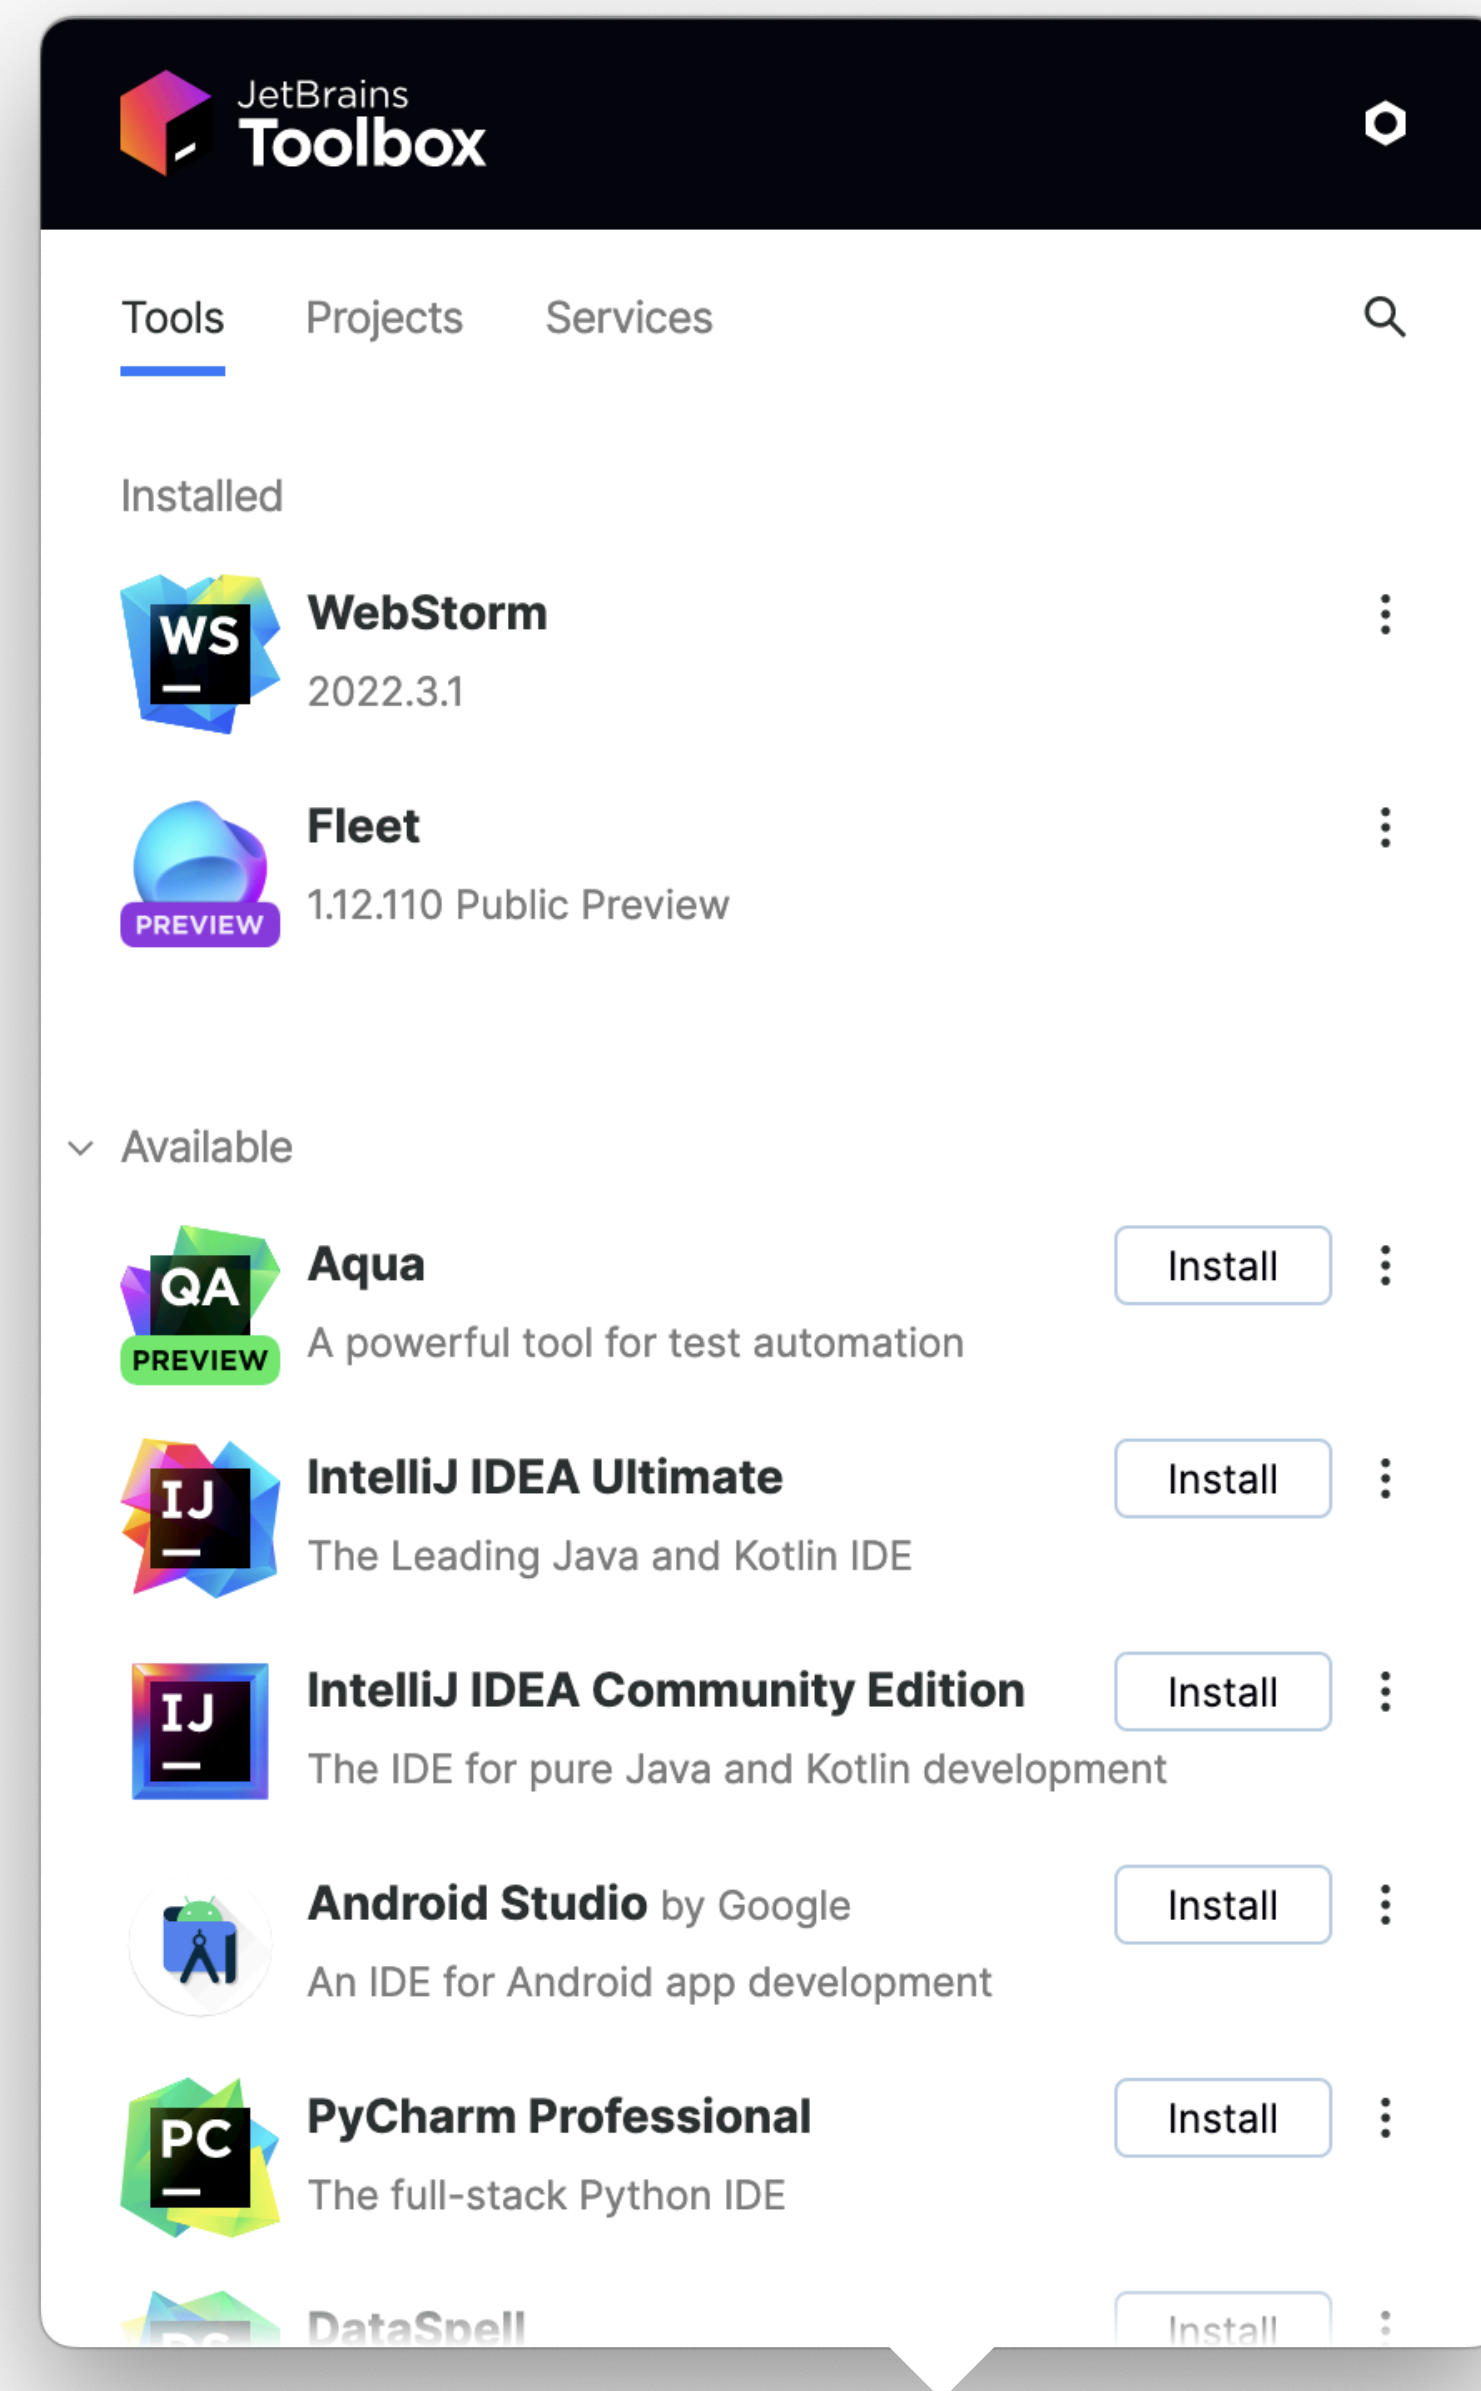 JetBrains
Toolbox
Tools Projects Services
Installed
WS
WebStorm
2022.3.1
Fleet
PREVIEW
1.12.110 Public Preview
Available
QA
PREVIEW
Aqua
Install
A powerful tool for test automation
IJ
IntelliJ IDEA Ultimate
Install
The Leading Java and Kotlin IDE
IJ
IntelliJ IDEA Community Edition
Install
The IDE for pure Java and Kotlin development
Android Studio by Google
Install
An IDE for Android app development
PC
PyCharm Professional
Install
The full-stack Python IDE
DS
DataSpell
Install